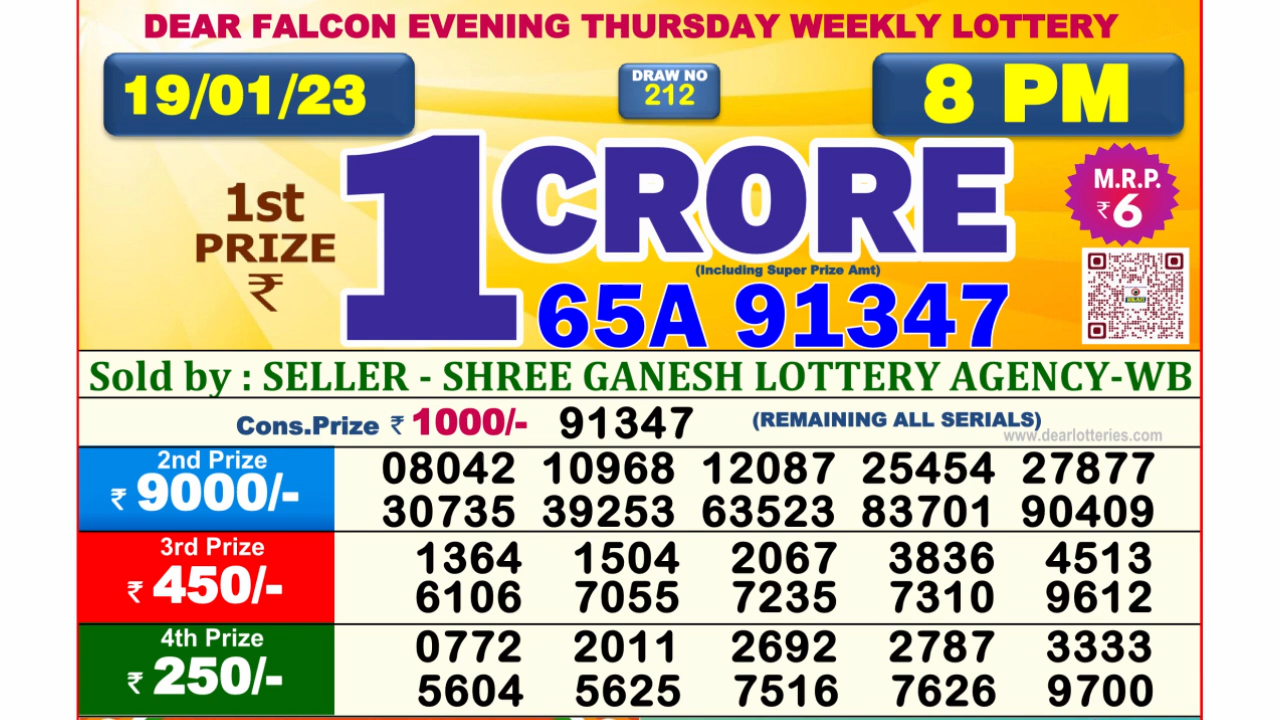 DEAR FALCON EVENING THURSDAY WEEKLY LOTTERY
19/01/23
DRAW NO
212
8 PM
1st
PRIZE
₹
1 CRORE
(Including Super Prize Amt)
65A 91347
M.R.P.
₹6
Sold by : SELLER - SHREE GANESH LOTTERY AGENCY-WB
Cons.Prize ₹ 1000/- 91347 (REMAINING ALL SERIALS)
www.dearlotteries.com
2nd Prize
₹ 9000/-
08042 10968 12087 25454 27877
30735 39253 63523 83701 90409
3rd Prize
₹ 450/-
1364 1504 2067 3836 4513
6106 7055 7235 7310 9612
4th Prize
₹ 250/-
0772 2011 2692 2787 3333
5604 5625 7516 7626 9700